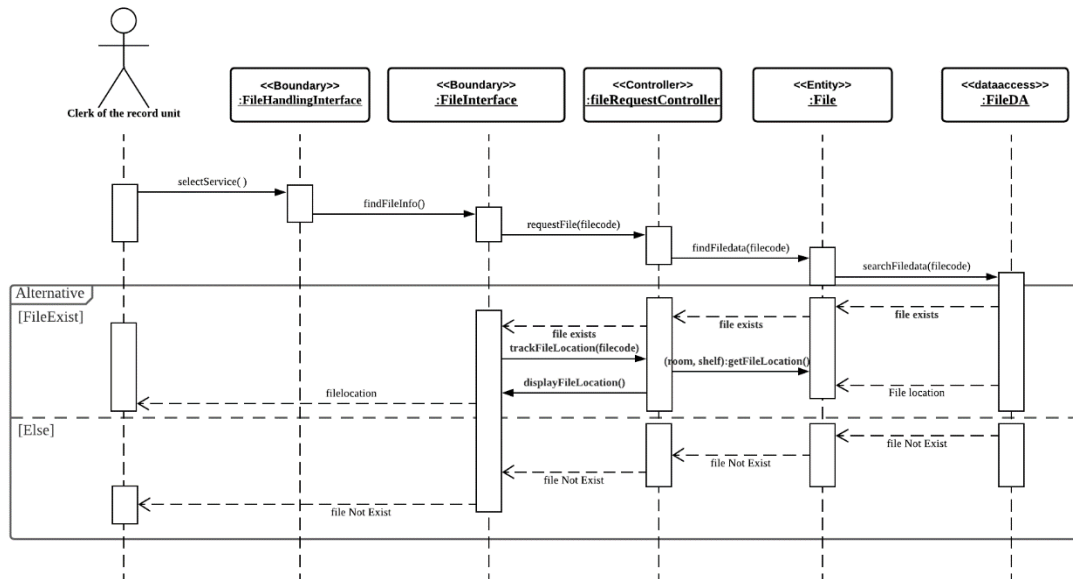 Clerk of the record unit
<<Boundary>>
:FileHandlingInterface
<<Boundary>>
:FileInterface
<<Controller>>
:fileRequestController
<<Entity>>
:File
<<dataaccess>>
:FileDA
selectService( )
findFileInfo()
requestFile(filecode)
findFiledata(filecode)
searchFiledata(filecode)
Alternative
[FileExist]
file exists
file exists
file exists
trackFileLocation(filecode)
(room, shelf):getFileLocation()
displayFileLocation()
File location
filelocation
[Else]
file Not Exist
file Not Exist
file Not Exist
file Not Exist